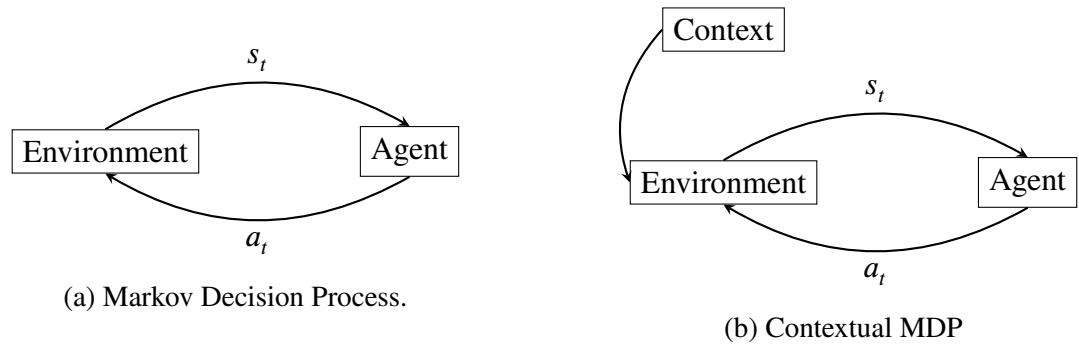 s_t
Environment
Agent
a_t
(a) Markov Decision Process.
Context
s_t
Environment
Agent
a_t
(b) Contextual MDP